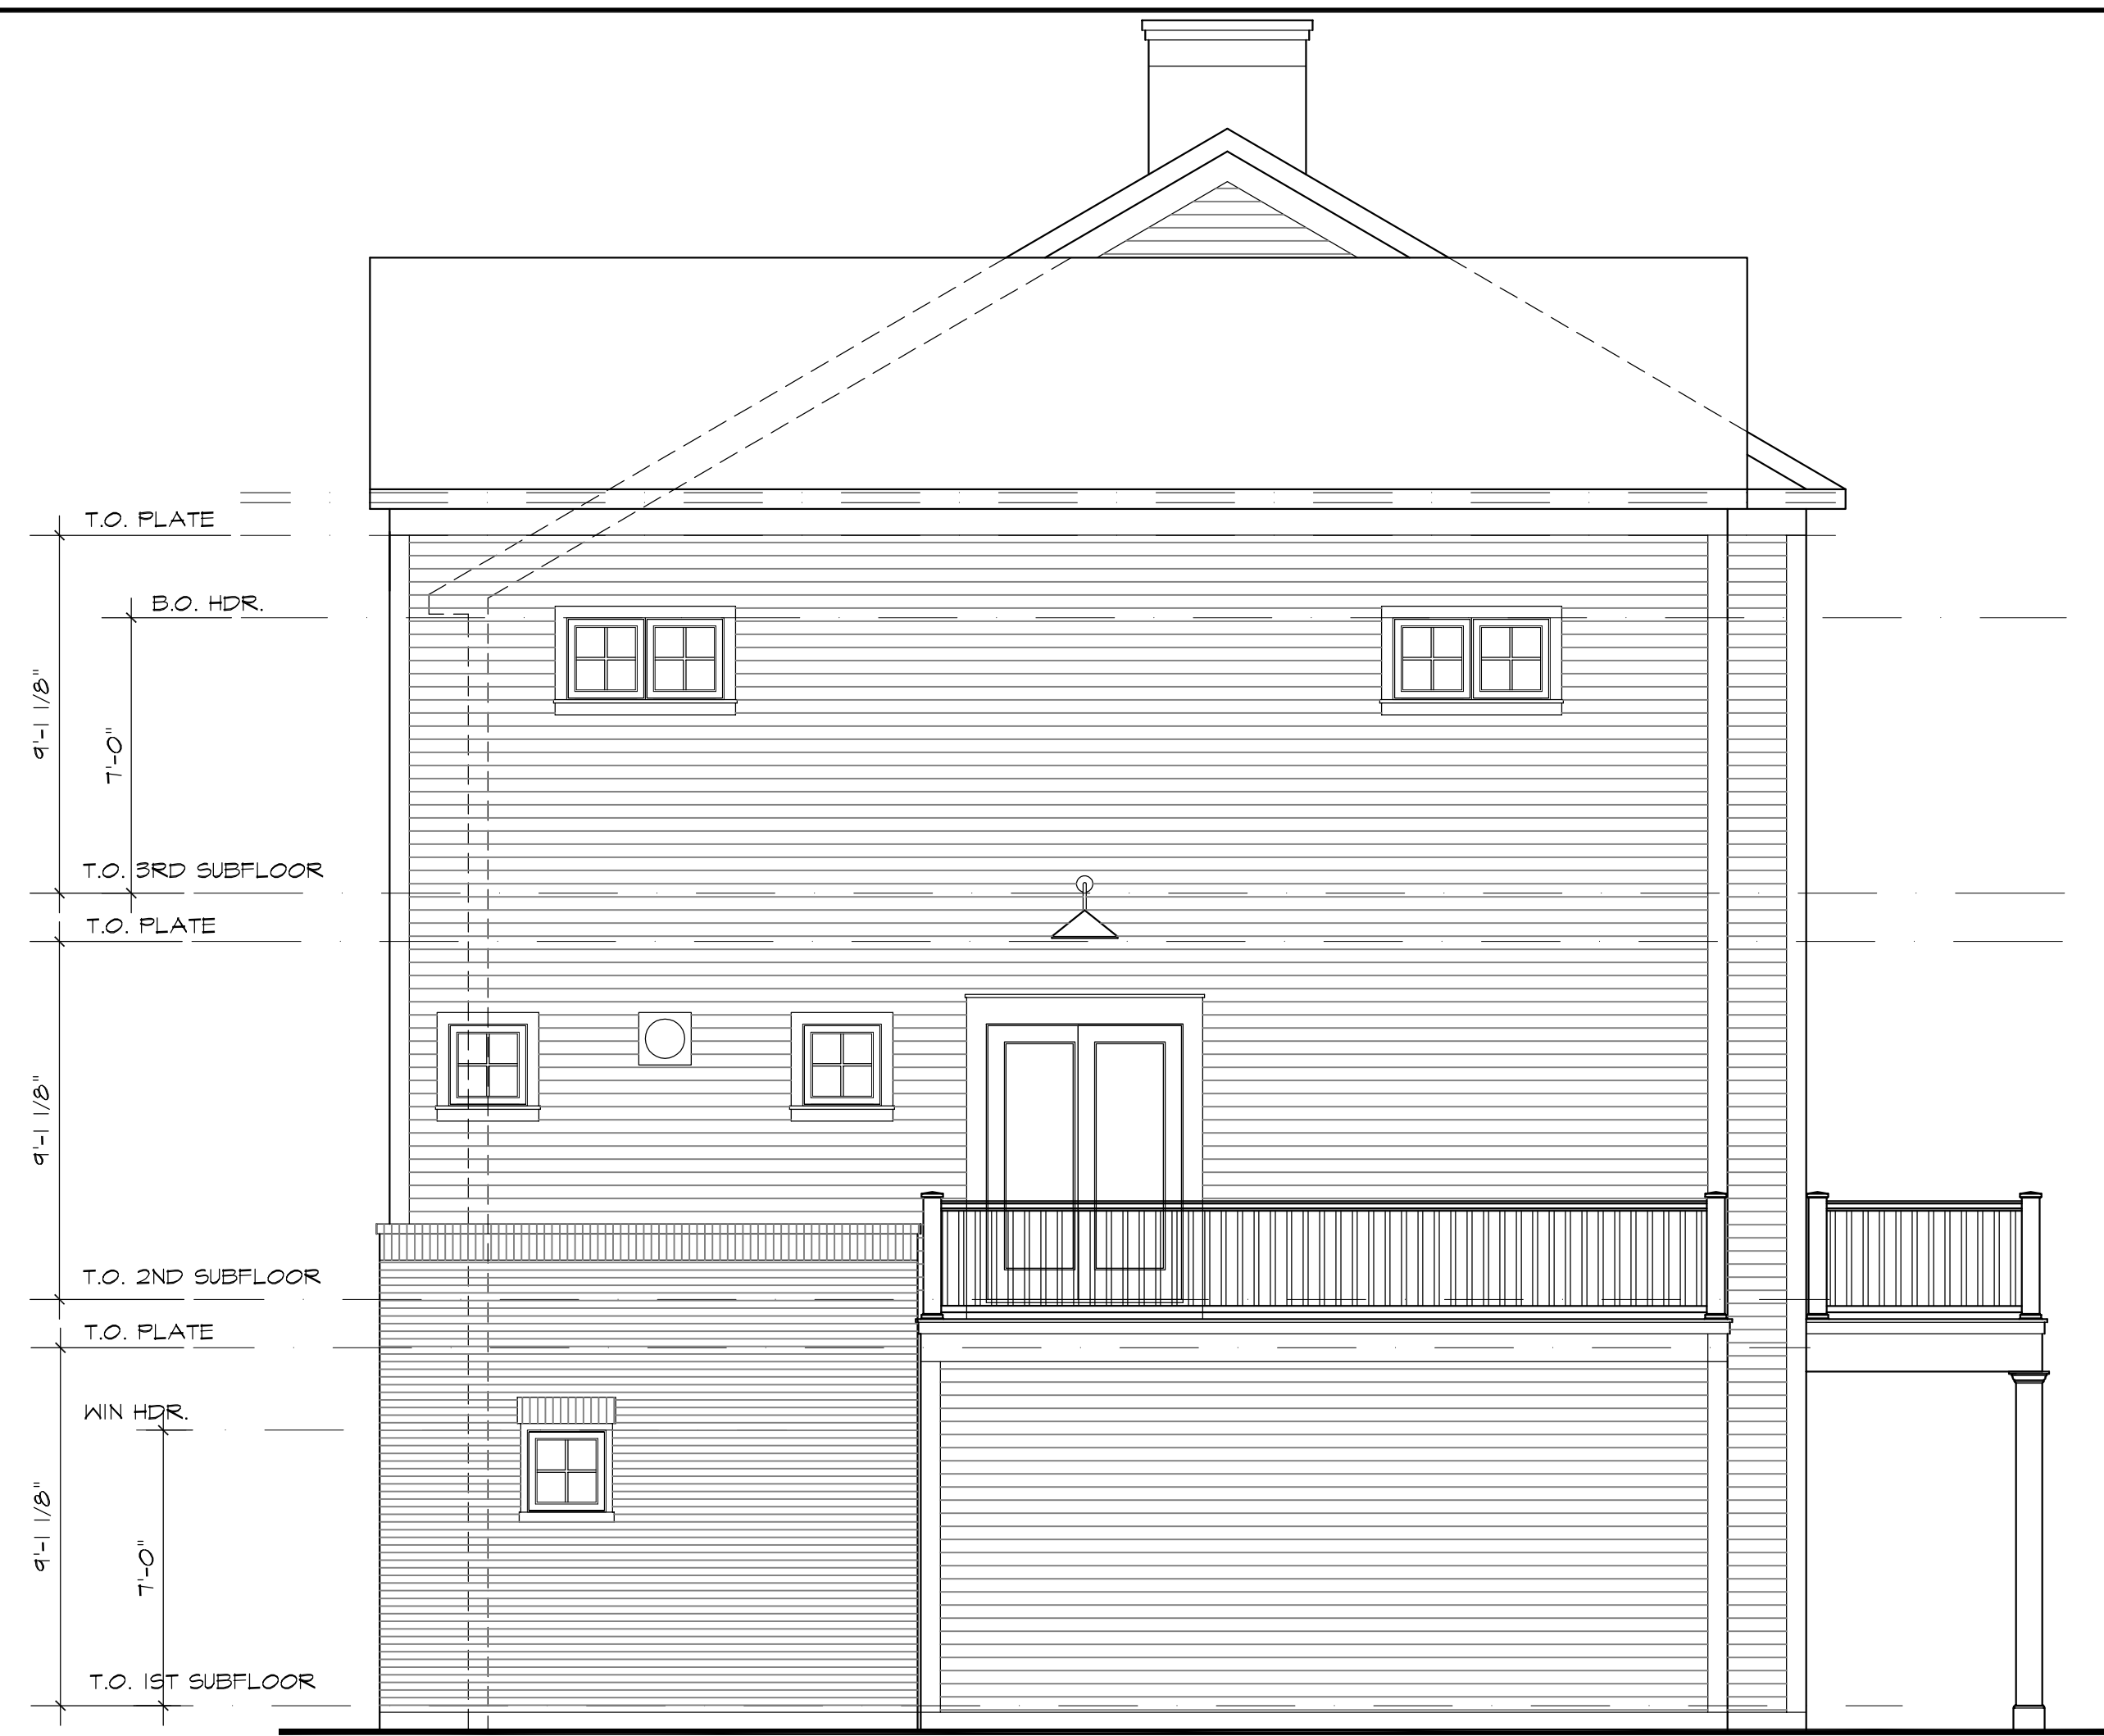 T.O. PLATE
B.O. HDR.
9'-1 1/8"
7'-0"
T.O. 3RD SUBFLOOR
T.O. PLATE
9'-1 1/8"
T.O. 2ND SUBFLOOR
T.O. PLATE
WIN HDR.
9'-1 1/8"
7'-0"
T.O. 1ST SUBFLOOR